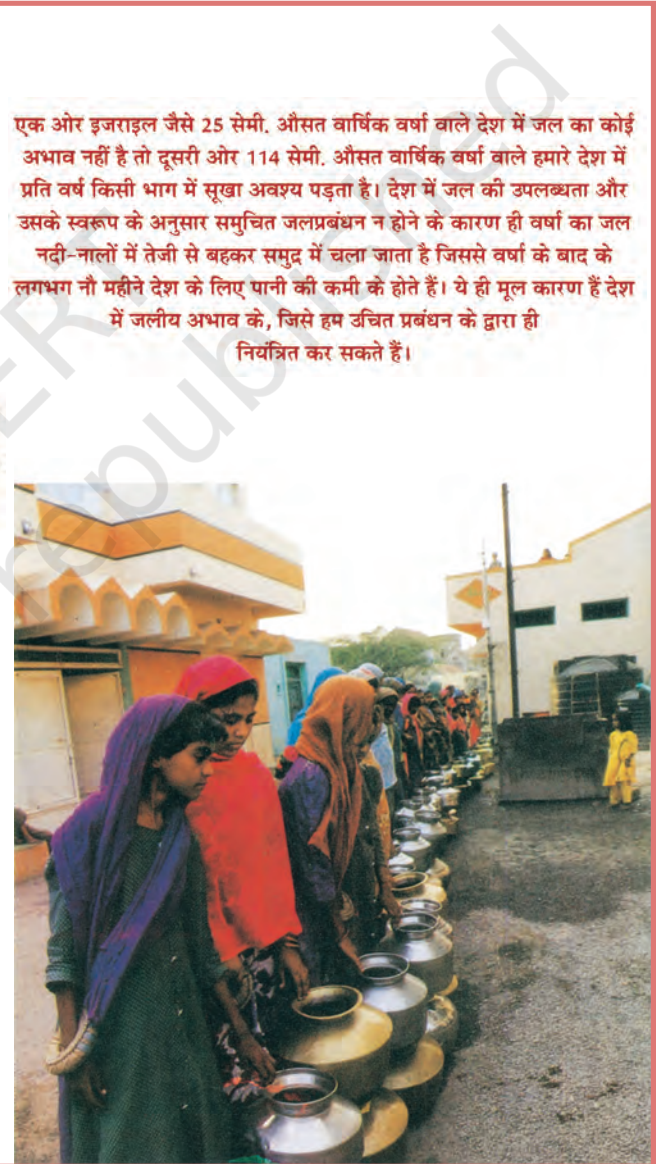 एक ओर इजराइल जैसे 25 सेमी. औसत वार्षिक वर्षा वाले देश में जल का कोई
अभाव नहीं है तो दूसरी ओर 114 सेमी. औसत वार्षिक वर्षा वाले हमारे देश में
प्रति वर्ष किसी भाग में सूखा अवश्य पड़ता है। देश में जल की उपलब्धता और
उसके स्वरूप के अनुसार समुचित जलप्रबंधन न होने के कारण ही वर्षा का जल
नदी-नालों में तेजी से बहकर समुद्र में चला जाता है जिससे वर्षा के बाद के
लगभग नौ महीने देश के लिए पानी की कमी के होते हैं। ये ही मूल कारण हैं देश
में जलीय अभाव के, जिसे हम उचित प्रबंधन के द्वारा ही
नियंत्रित कर सकते हैं।
republished